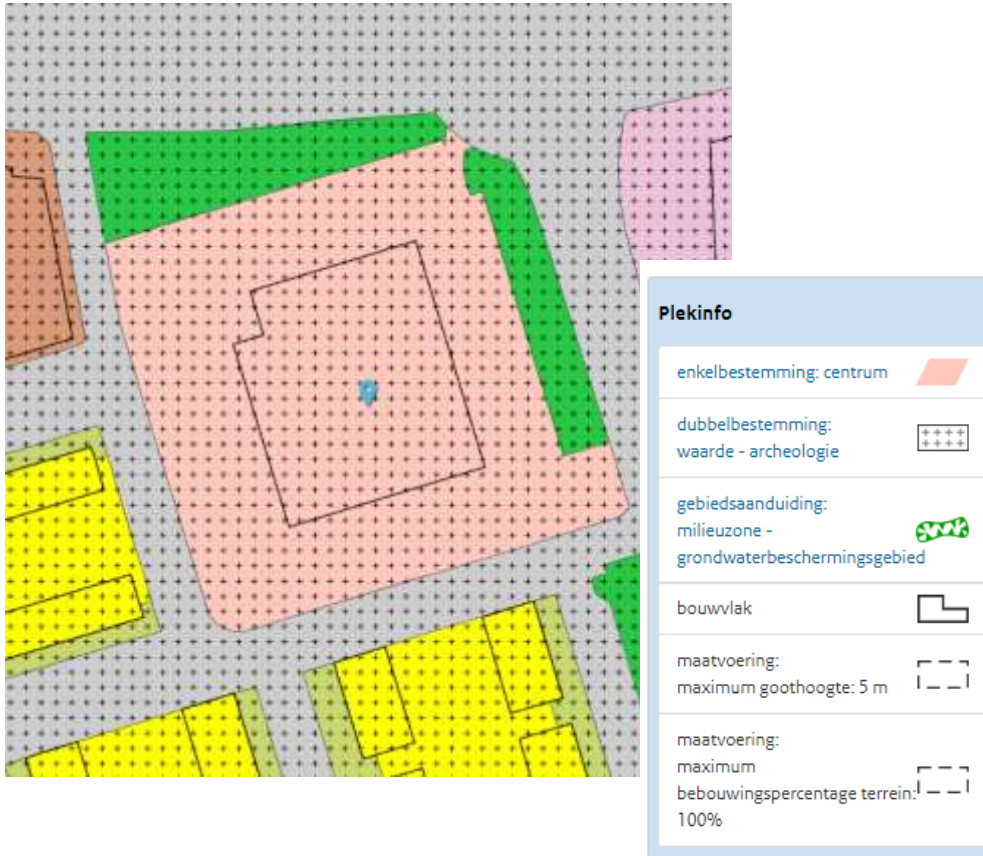 Plekinfo
enkelbestemming: centrum
dubbelbestemming:
waarde - archeologie
gebiedsaanduiding:
milieuzone -
grondwaterbeschermingsgebied
bouwvlak
maatvoering:
maximum goothoogte: 5 m
maatvoering:
maximum
bebouwingspercentage terrein:
100%